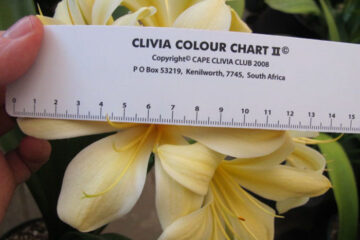 CLIVIA COLOUR CHART II©
Copyright© CAPE CLIVIA CLUB 2008
P O Box 53219, Kenilworth, 7745, South Africa
0 1 2 3 4 5 6 7 8 9 10 11 12 13 14 15